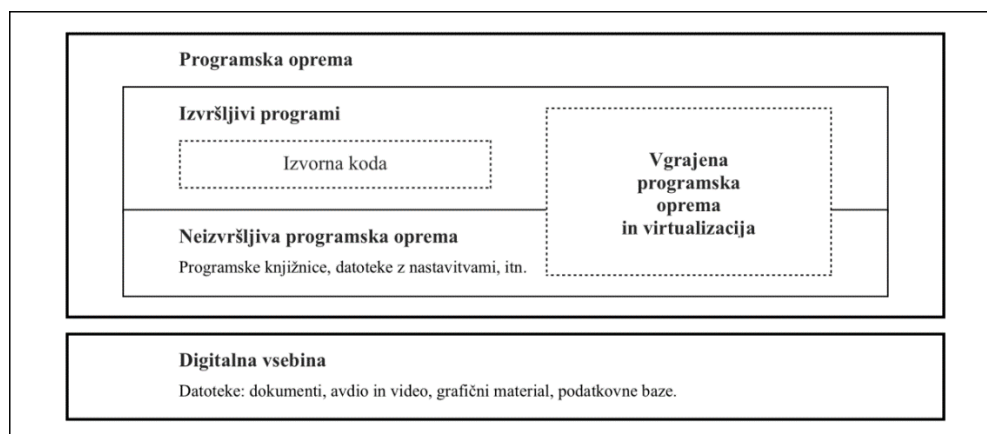 Programska oprema
Izvršljivi programi
Izvorna koda
Vgrajena
programska
oprema
in virtualizacija
Neizvršljiva programska oprema
Programske knjižnice, datoteke z nastavitvami, itn.
Digitalna vsebina
Datoteke: dokumenti, avdio in video, grafični material, podatkovne baze.